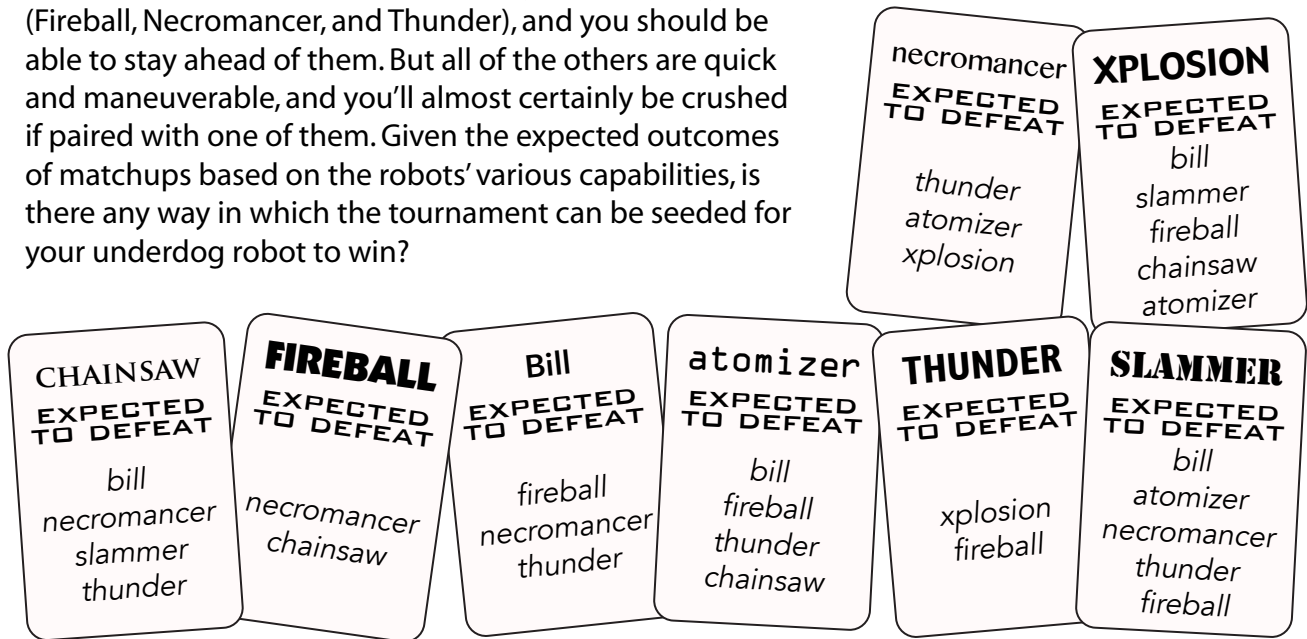 (Fireball, Necromancer, and Thunder), and you should be
able to stay ahead of them. But all of the others are quick
and maneuverable, and you'll almost certainly be crushed
if paired with one of them. Given the expected outcomes
of matchups based on the robots' various capabilities, is
there any way in which the tournament can be seeded for
your underdog robot to win?
necromancer
EXPECTED
TO DEFEAT
thunder
atomizer
xplosion
XPLOSION
EXPECTED
TO DEFEAT
bill
slammer
fireball
chainsaw
atomizer
CHAINSAW
EXPECTED
TO DEFEAT
bill
necromancer
slammer
thunder
FIREBALL
EXPECTED
TO DEFEAT
necromancer
chainsaw
Bill
EXPECTED
TO DEFEAT
fireball
necromancer
thunder
atomizer
EXPECTED
TO DEFEAT
bill
fireball
thunder
chainsaw
THUNDER
EXPECTED
TO DEFEAT
xplosion
fireball
SLAMMER
EXPECTED
TO DEFEAT
bill
atomizer
necromancer
thunder
fireball